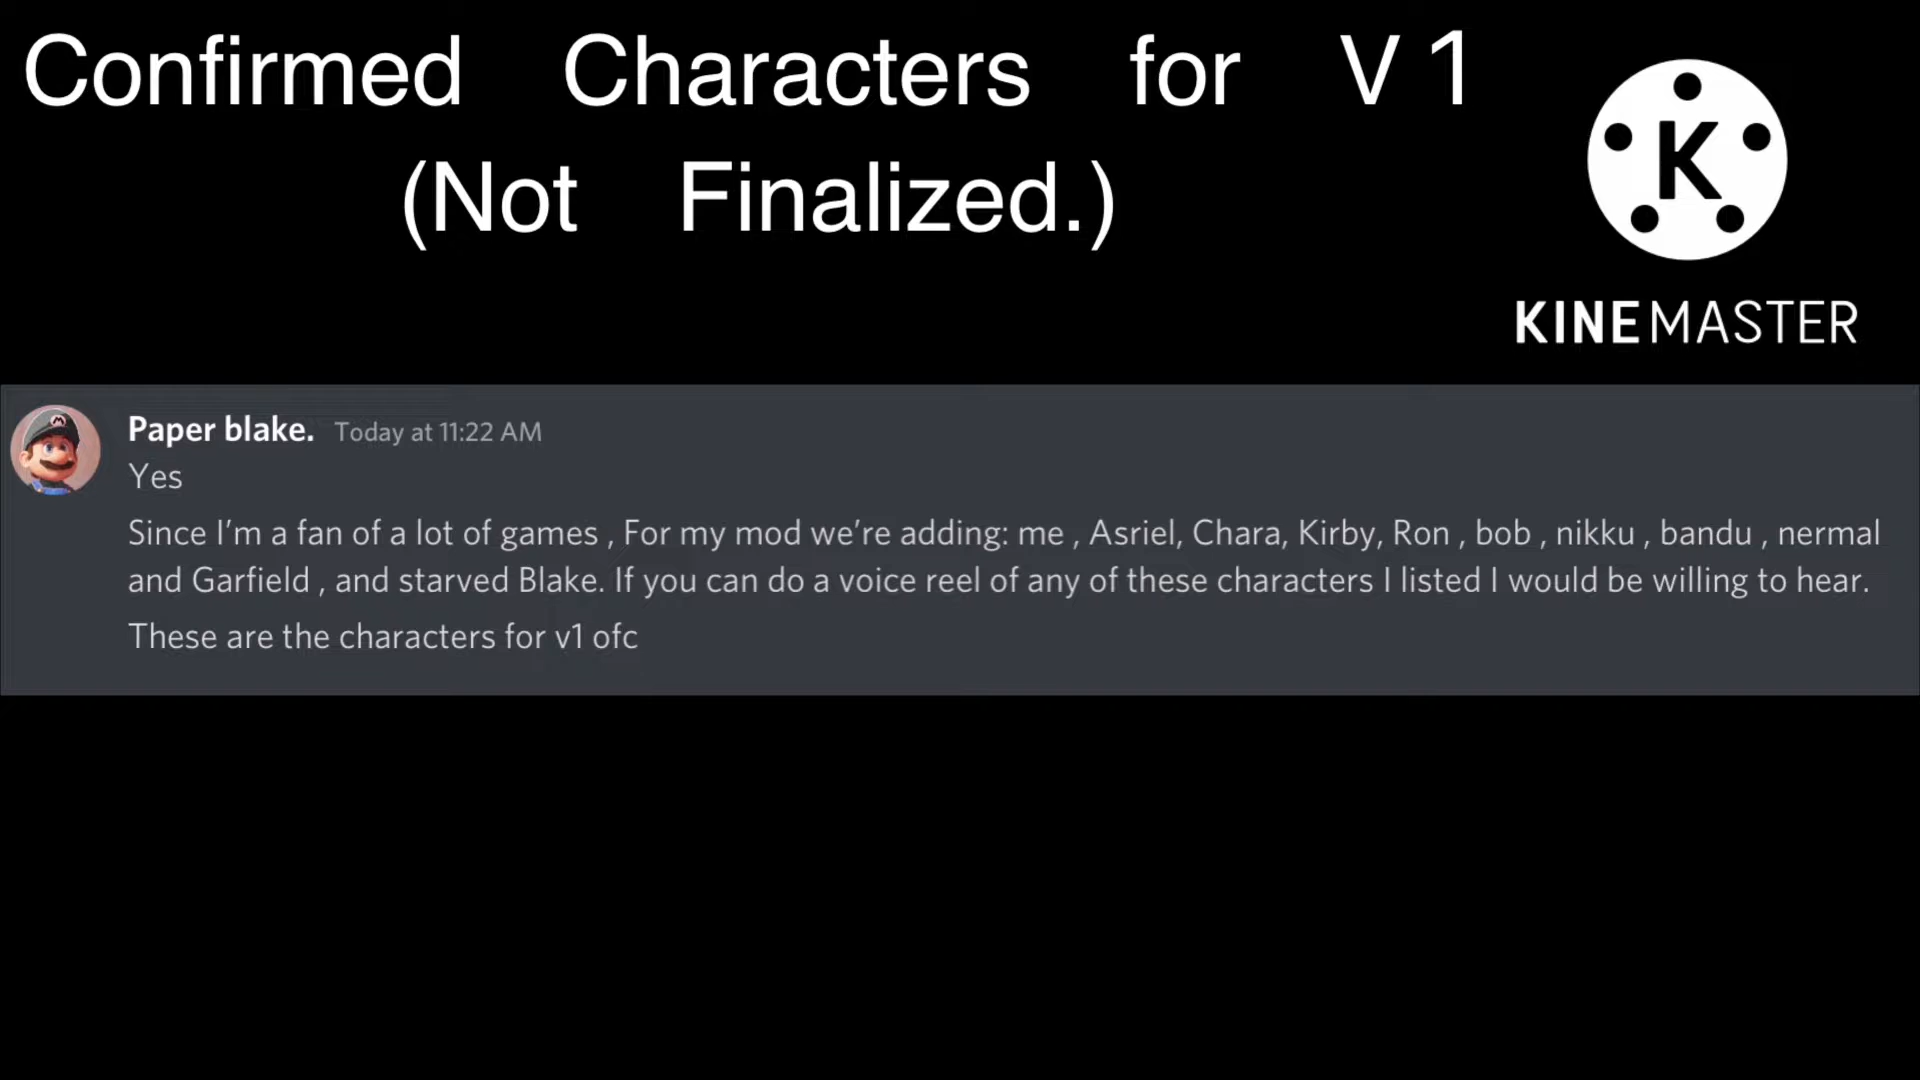 Confirmed Characters for V1
(Not Finalized.)
K
KINEMASTER
M
Paper blake. Today at 11:22 AM
Yes
Since I’m a fan of a lot of games , For my mod we’re adding: me , Asriel, Chara, Kirby, Ron , bob , nikku , bandu , nermal
and Garfield , and starved Blake. If you can do a voice reel of any of these characters I listed I would be willing to hear.
These are the characters for v1 ofc